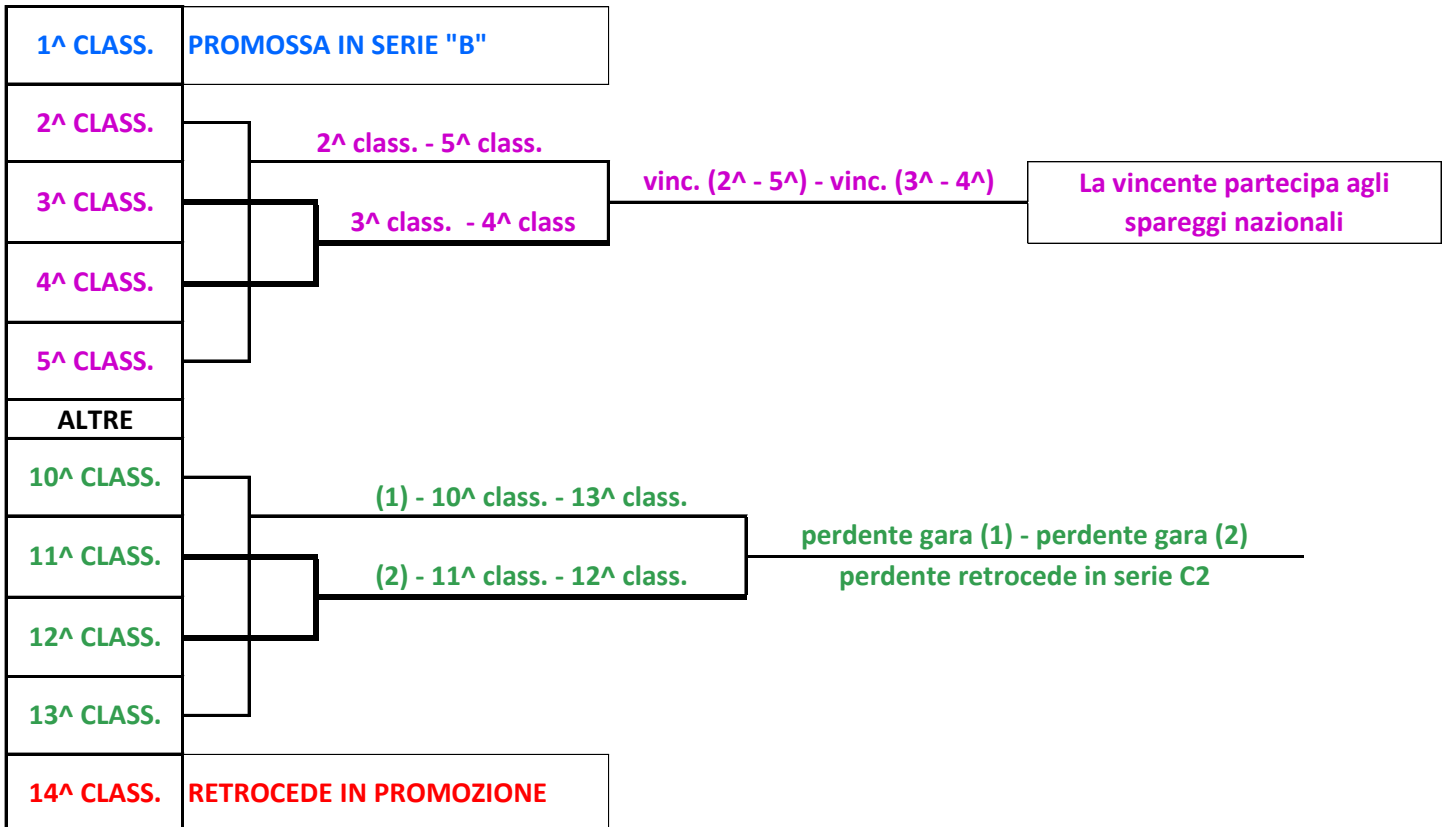 1^ CLASS.
PROMOSSA IN SERIE "B"
2^ CLASS.
2^ class. - 5^ class.
3^ CLASS.
vinc. (2^ - 5^) - vinc. (3^ - 4^)
La vincente partecipa agli
spareggi nazionali
3^ class. - 4^ class
4^ CLASS.
5^ CLASS.
ALTRE
10^ CLASS.
(1) - 10^ class. - 13^ class.
11^ CLASS.
perdente gara (1) - perdente gara (2)
perdente retrocede in serie C2
(2) - 11^ class. - 12^ class.
12^ CLASS.
13^ CLASS.
14^ CLASS.
RETROCEDE IN PROMOZIONE